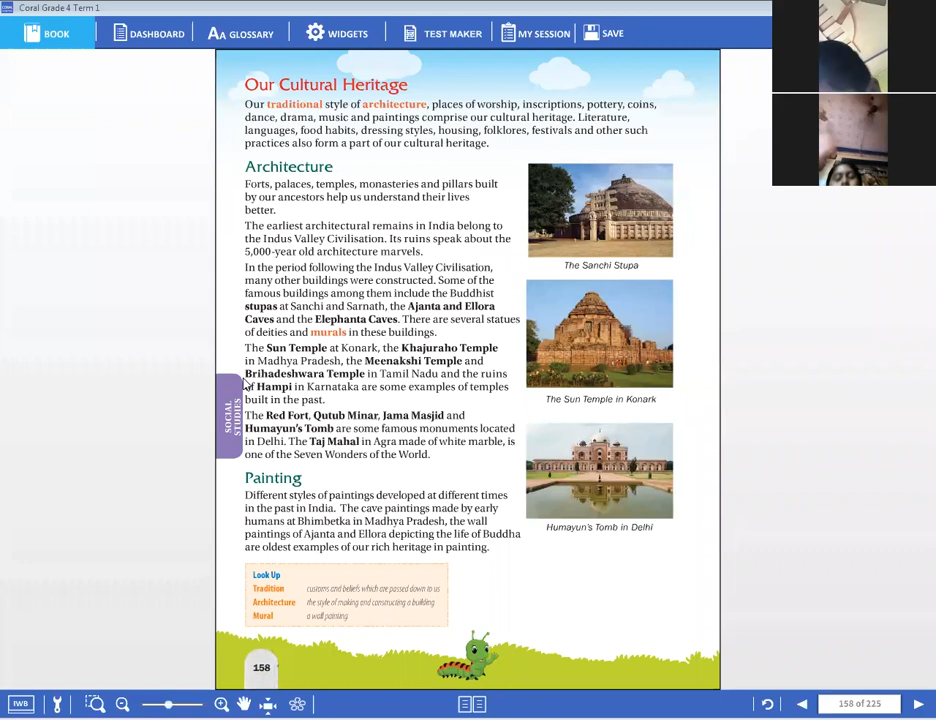 CORAL Coral Grade 4 Term 1
BOOK DASHBOARD AA GLOSSARY WIDGETS TEST MAKER MY SESSION SAVE
Our Cultural Heritage
Our traditional style of architecture, places of worship, inscriptions, pottery, coins,
dance, drama, music and paintings comprise our cultural heritage. Literature,
languages, food habits, dressing styles, housing, folklores, festivals and other such
practices also form a part of our cultural heritage.
Architecture
Forts, palaces, temples, monasteries and pillars built
by our ancestors help us understand their lives
better.
The earliest architectural remains in India belong to
the Indus Valley Civilisation. Its ruins speak about the
5,000-year old architecture marvels.
In the period following the Indus Valley Civilisation,
many other buildings were constructed. Some of the
famous buildings among them include the Buddhist
stupas at Sanchi and Sarnath, the Ajanta and Ellora
Caves and the Elephanta Caves. There are several statues
of deities and murals in these buildings.
The Sun Temple at Konark, the Khajuraho Temple
in Madhya Pradesh, the Meenakshi Temple and
Brihadeshwara Temple in Tamil Nadu and the ruins
of Hampi in Karnataka are some examples of temples
built in the past.
The Red Fort, Qutub Minar, Jama Masjid and
Humayun's Tomb are some famous monuments located
in Delhi. The Taj Mahal in Agra made of white marble, is
one of the Seven Wonders of the World.
Painting
Different styles of paintings developed at different times
in the past in India. The cave paintings made by early
humans at Bhimbetka in Madhya Pradesh, the wall
paintings of Ajanta and Ellora depicting the life of Buddha
are oldest examples of our rich heritage in painting.
The Sanchi Stupa
The Sun Temple in Konark
Humayun's Tomb in Delhi
SOCIAL
STUDIES
Look Up
Tradition customs and beliefs which are passed down to us
Architecture the style of making and constructing a building
Mural a wall painting
158
IWB
158 of 225